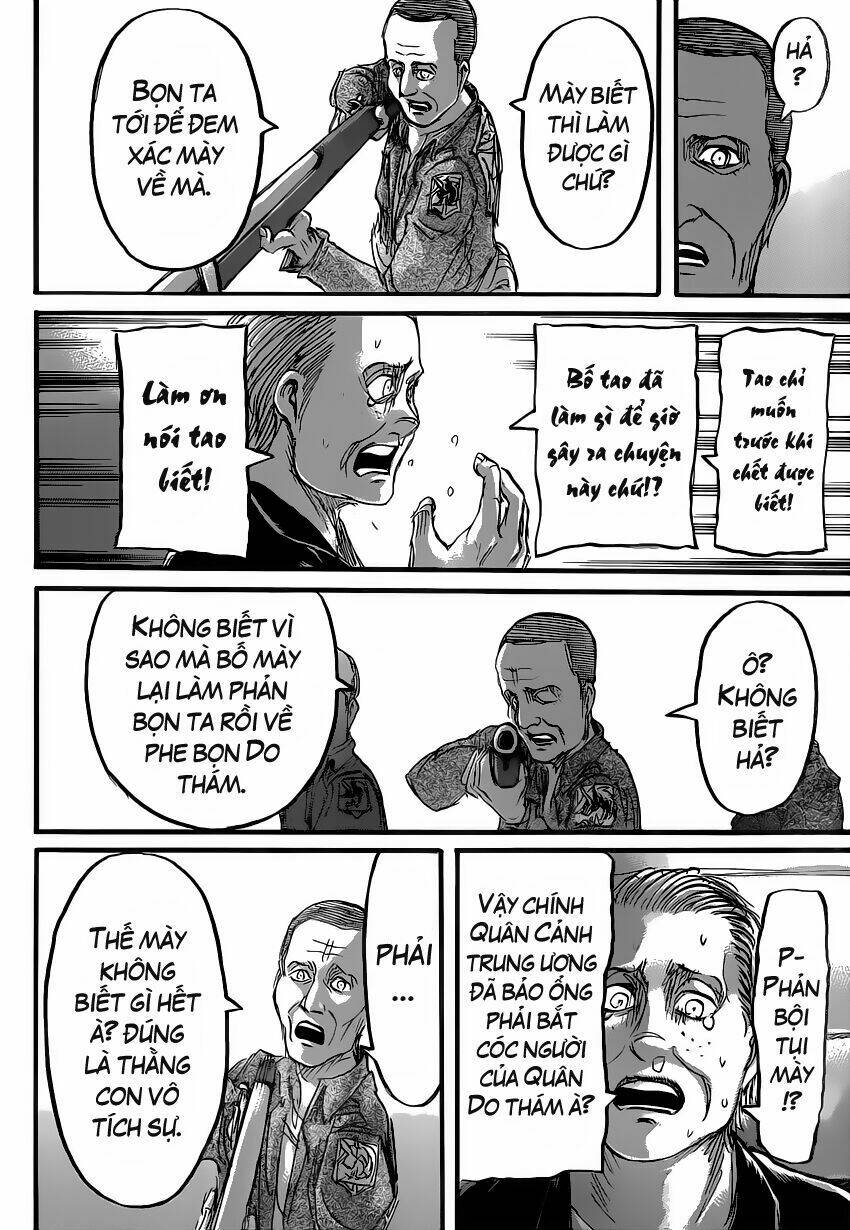 HẢ
?
MÀY BIẾT
THÌ LÀM
ĐƯỢC GÌ
CHỨ?
BỌN TA
TỚI ĐỂ ĐEM
XÁC MÀY
VỀ MÀ.
Tao chỉ
muốn
trước khi
chết được
biết!
Bố tao đã
làm gì để giờ
gây ra chuyện
này chứ!?
Làm ơn
nói tao
biết!
Ô?
KHÔNG
BIẾT
HẢ?
KHÔNG BIẾT VÌ
SAO MÀ BỐ MÀY
LẠI LÀM PHẢN
BỌN TA RỒI VỀ
PHE BỌN DO
THÁM.
P-
PHẢN
BỘI
TỤI
MÀY
!?
VẬY CHÍNH
QUÂN CẢNH
TRUNG ƯƠNG
ĐÃ BẢO ỔNG
PHẢI BẮT
CÓC NGƯỜI
CỦA QUÂN
DO THÁM À?
PHẢI
...
THẾ MÀY
KHÔNG
BIẾT GÌ HẾT
À? ĐÚNG
LÀ THẰNG
CON VÔ
TÍCH SỰ.